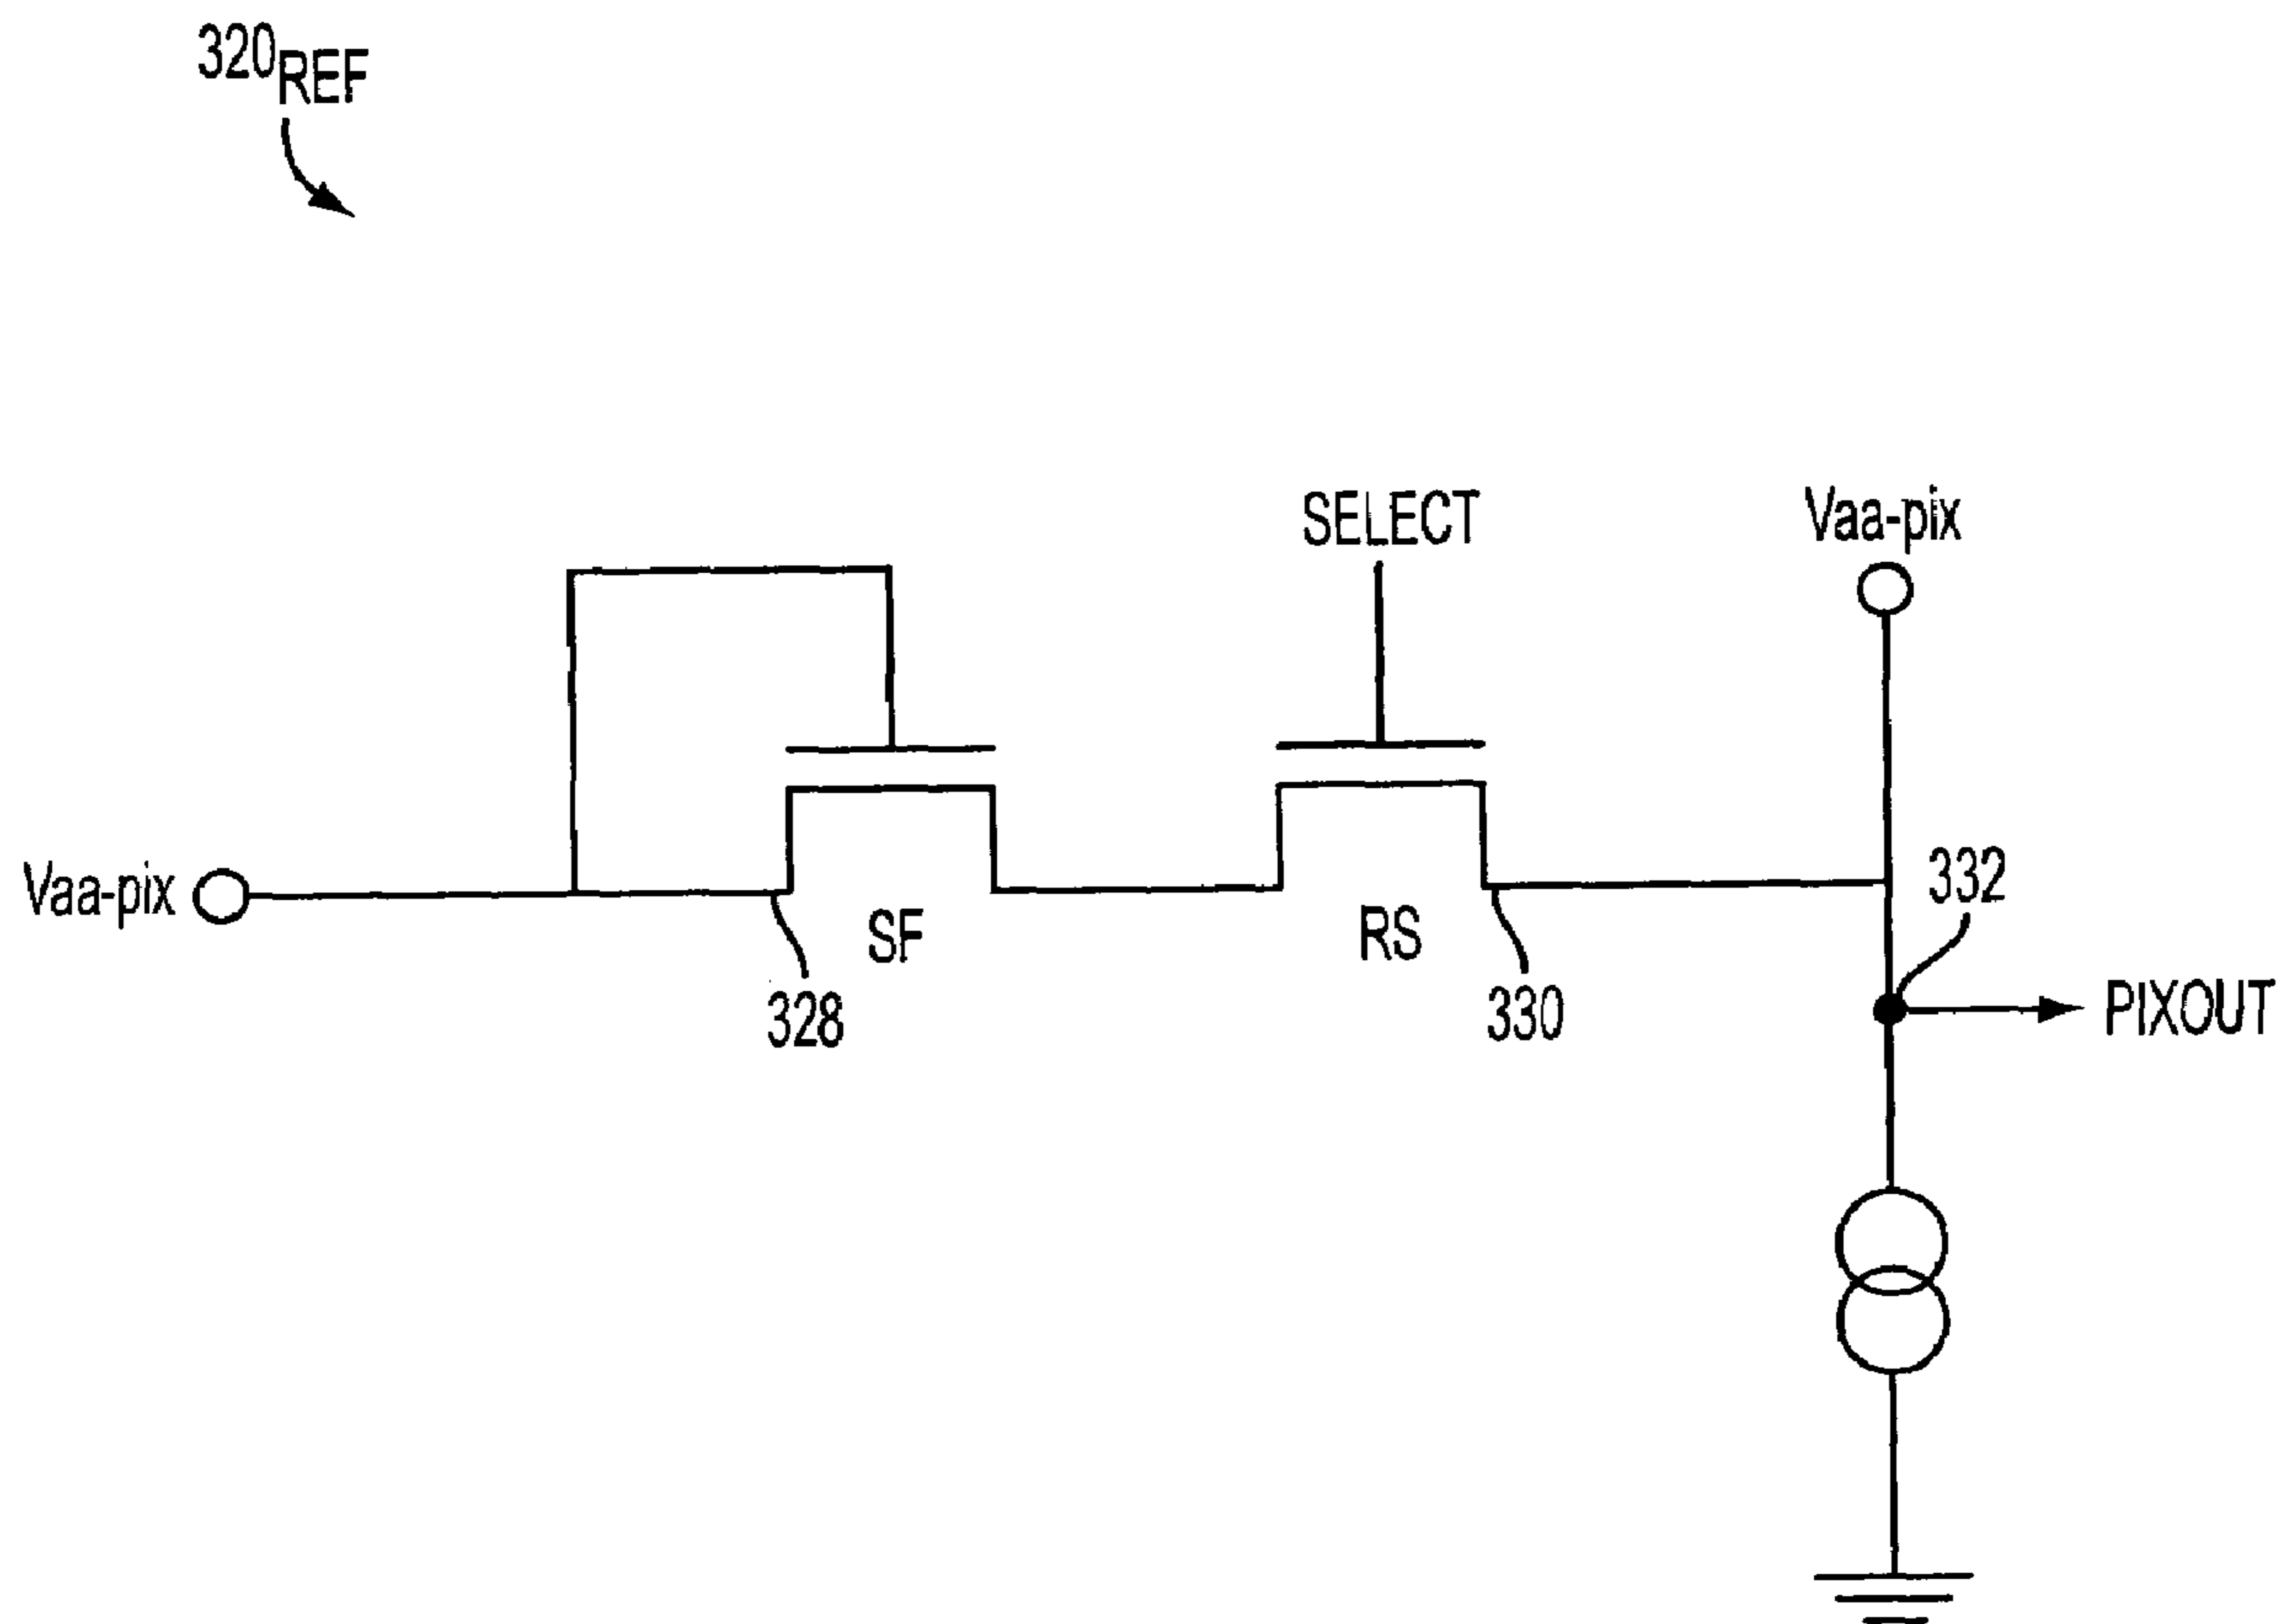 320REF
SELECT
Vaa-pix
Vaa-pix
SF
RS
332
328
330
PIXOUT